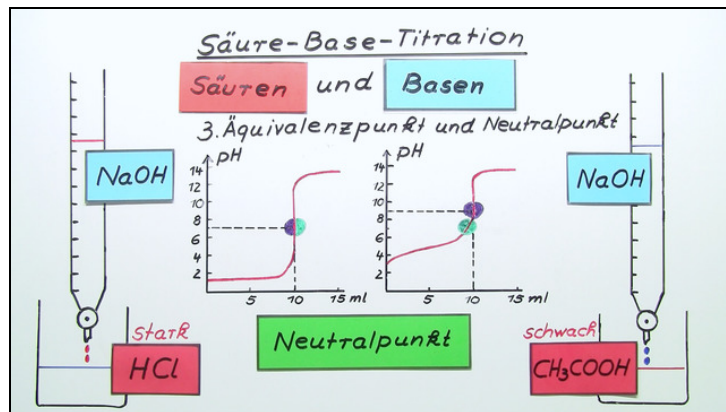 Säure-Base-Titration
Säuren und Basen
3. Äquivalenzpunkt und Neutralpunkt
NaOH
pH
14
12
10
8
6
4
2
5 10 15 ml
pH
14
12
10
8
6
4
2
5 10 15 ml
NaOH
stark
HCl
Neutralpunkt
schwach
CH₃COOH